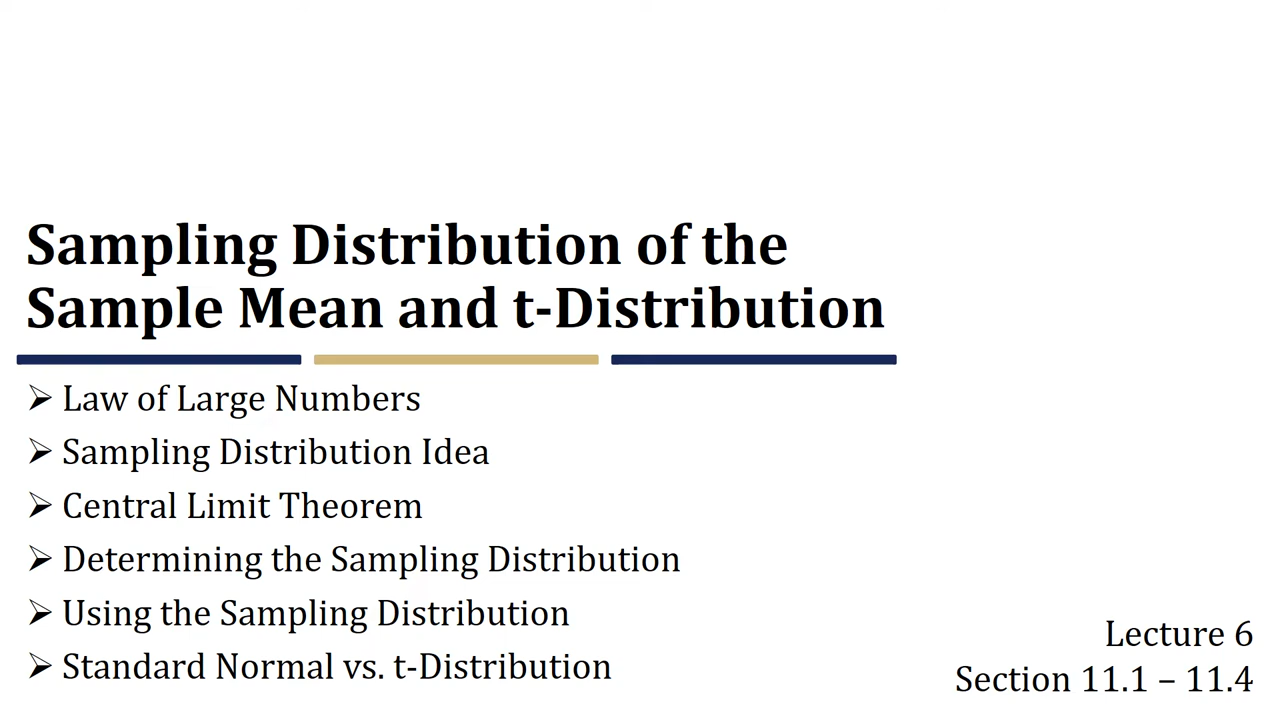 Sampling Distribution of the
Sample Mean and t-Distribution
➢ Law of Large Numbers
➢ Sampling Distribution Idea
➢ Central Limit Theorem
➢ Determining the Sampling Distribution
➢ Using the Sampling Distribution
➢ Standard Normal vs. t-Distribution
Lecture 6
Section 11.1 – 11.4